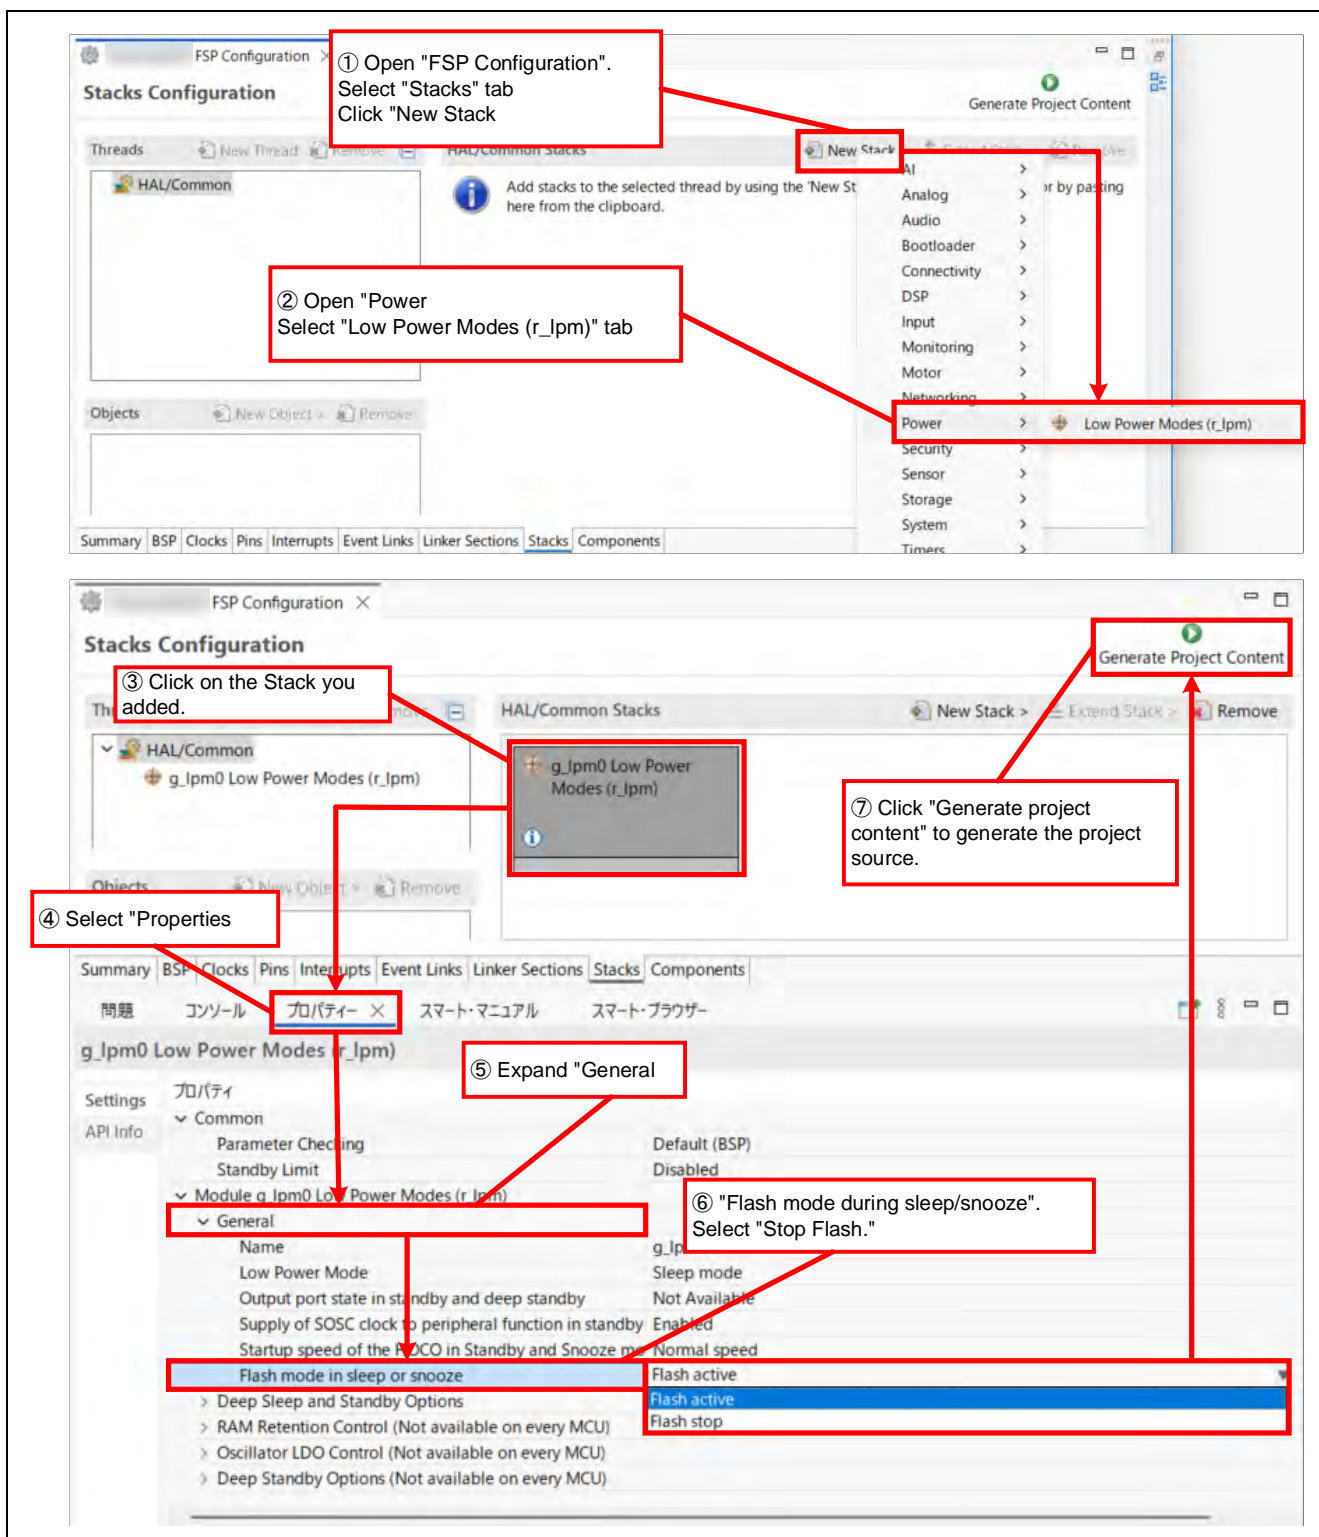 FSP Configuration
① Open "FSP Configuration".
Select "Stacks" tab
Click "New Stack
Stacks Configuration
Generate Project Content
Threads
New Thread
Remove
HAL/Common Stacks
New Stack
HAL/Common
Add stacks to the selected thread by using the 'New St
or by pasting
here from the clipboard.
AI
Analog
Audio
Bootloader
Connectivity
DSP
Input
Monitoring
Motor
Networking
Power
Low Power Modes (r_lpm)
Security
Sensor
Storage
System
Timers
② Open "Power
Select "Low Power Modes (r_lpm)" tab
Objects
New Object >
Remove
Summary BSP Clocks Pins Interrupts Event Links Linker Sections Stacks Components
FSP Configuration
Stacks Configuration
Generate Project Content
③ Click on the Stack you
added.
HAL/Common Stacks
New Stack >
Extend Stack >
Remove
HAL/Common
g_lpm0 Low Power Modes (r_lpm)
g_lpm0 Low Power
Modes (r_lpm)
⑦ Click "Generate project
content" to generate the project
source.
Objects
New Object >
Remove
④ Select "Properties
Summary BSP Clocks Pins Interrupts Event Links Linker Sections Stacks Components
問題 コンソール プロパティー スマート・マニュアル スマート・ブラウザー
g_lpm0 Low Power Modes (r_lpm)
⑤ Expand "General
Settings
API Info
プロパティ
Common
Parameter Checking Default (BSP)
Standby Limit Disabled
Module g_lpm0 Low Power Modes (r_lpm)
⑥ "Flash mode during sleep/snooze".
Select "Stop Flash."
General
Name g_lp
Low Power Mode Sleep mode
Output port state in standby and deep standby Not Available
Supply of SOSC clock to peripheral function in standby Enabled
Startup speed of the HOCO in Standby and Snooze mo Normal speed
Flash mode in sleep or snooze Flash active
Flash active
Flash stop
Deep Sleep and Standby Options
RAM Retention Control (Not available on every MCU)
Oscillator LDO Control (Not available on every MCU)
Deep Standby Options (Not available on every MCU)